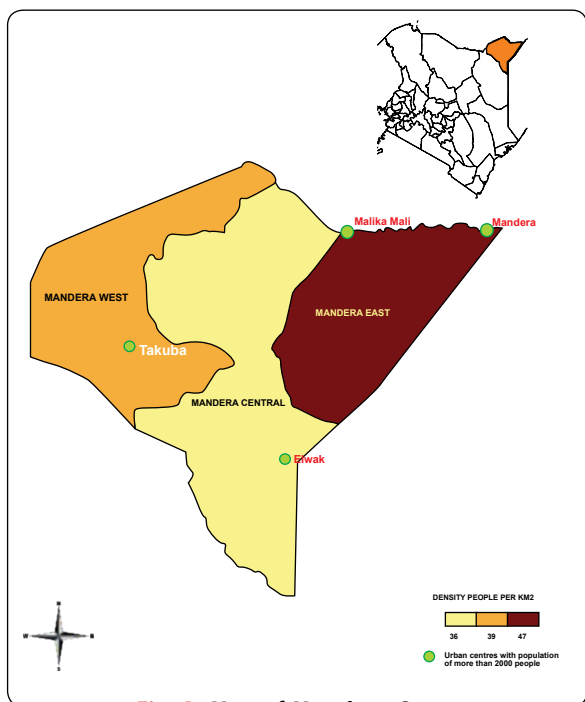 Malika Mali
Mandera
MANDERA WEST
MANDERA EAST
Takuba
MANDERA CENTRAL
Elwak
DENSITY PEOPLE PER KM2
36 39 47
Urban centres with population
of more than 2000 people
N
W
S